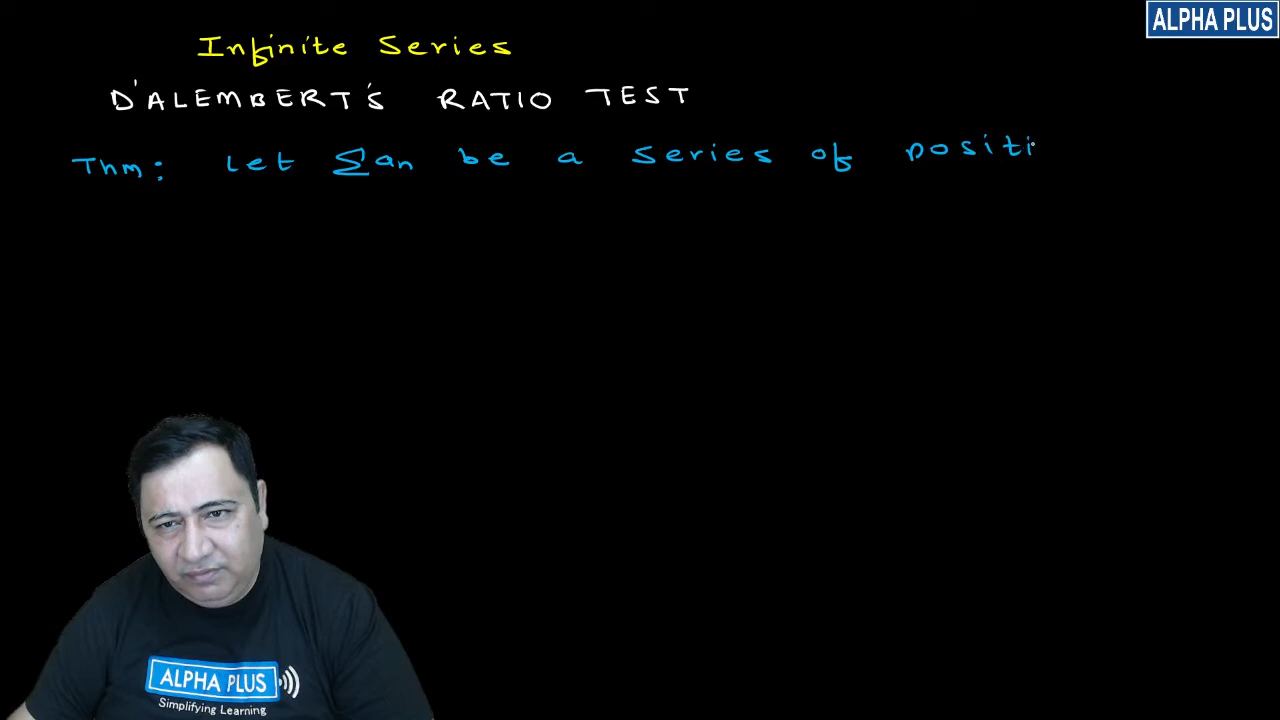 ALPHA PLUS
Infinite Series
D'ALEMBERT'S RATIO TEST
Thm: Let Σan be a series of positi
ALPHA PLUS
Simplifying Learning